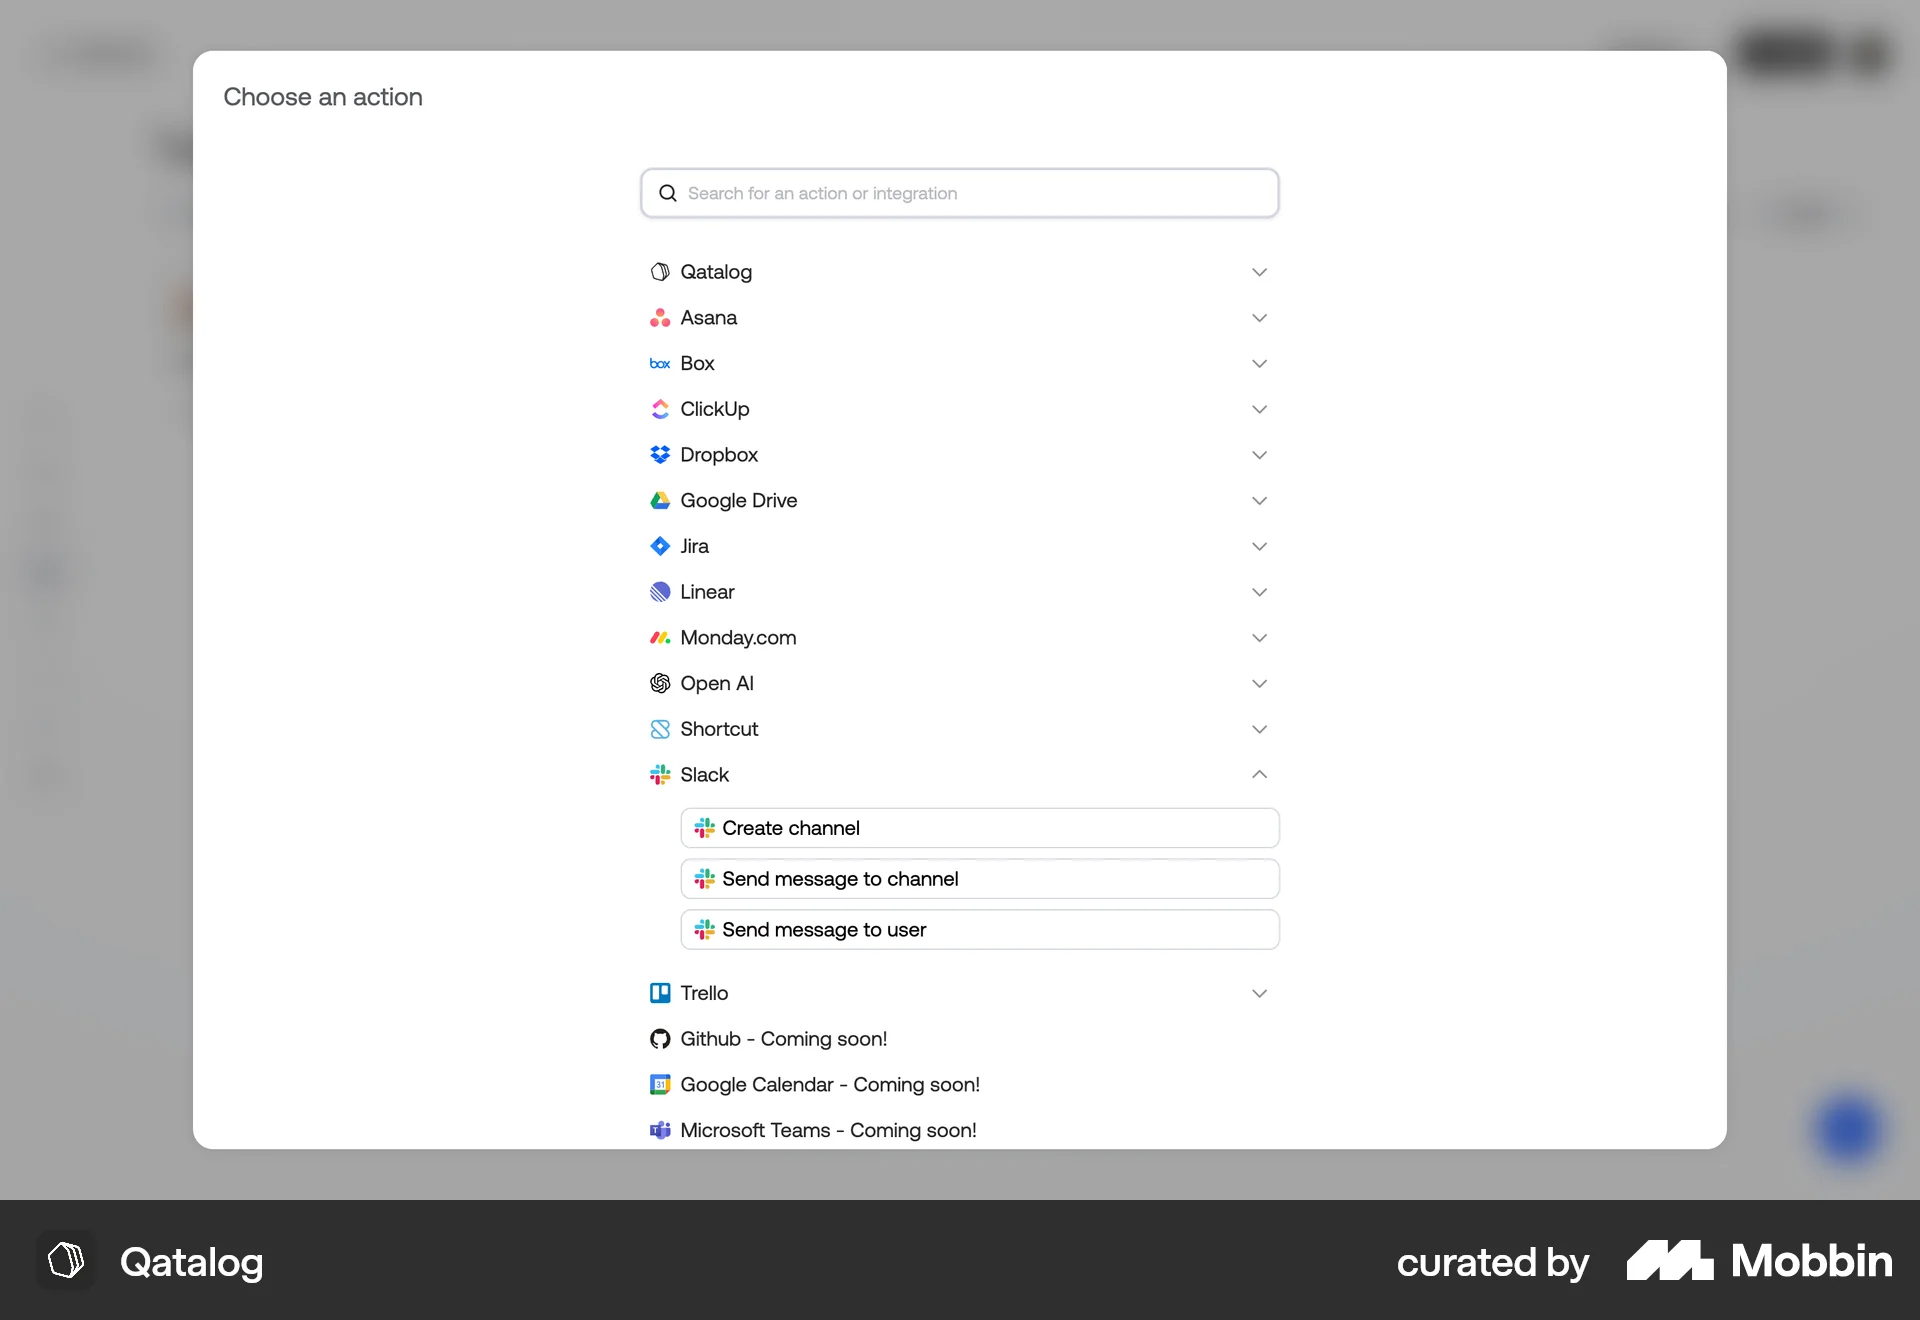 Choose an action
Search for an action or integration
Qatalog
Asana
box Box
ClickUp
Dropbox
Google Drive
Jira
Linear
Monday.com
Open AI
Shortcut
Slack
Create channel
Send message to channel
Send message to user
Trello
Github - Coming soon!
31 Google Calendar - Coming soon!
T Microsoft Teams - Coming soon!
Qatalog
curated by Mobbin